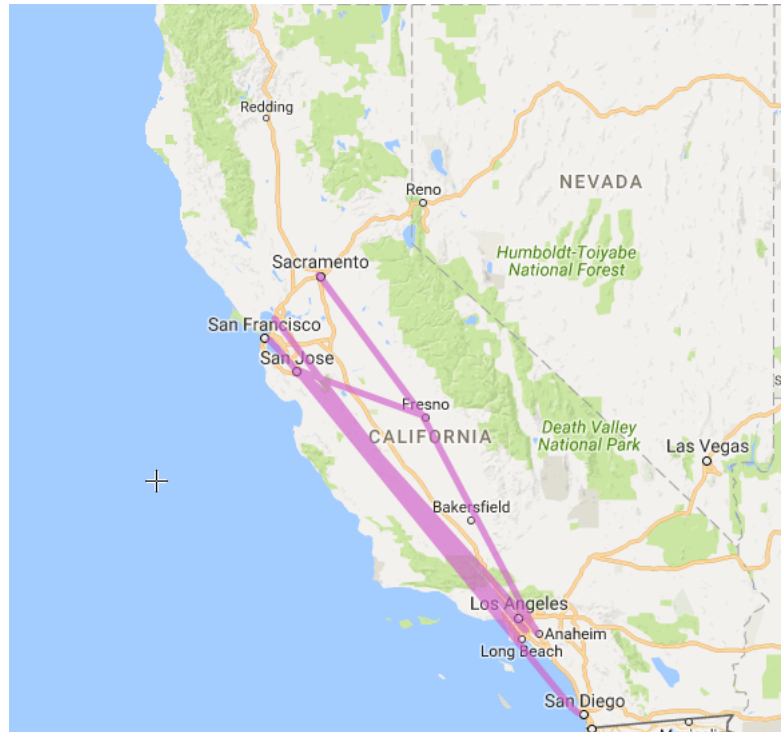 Redding
Reno
NEVADA
Humboldt-Toiyabe
National Forest
Sacramento
San Francisco
San Jose
Fresno
CALIFORNIA
Death Valley
National Park
Las Vegas
Bakersfield
Los Angeles
Anaheim
Long Beach
San Diego